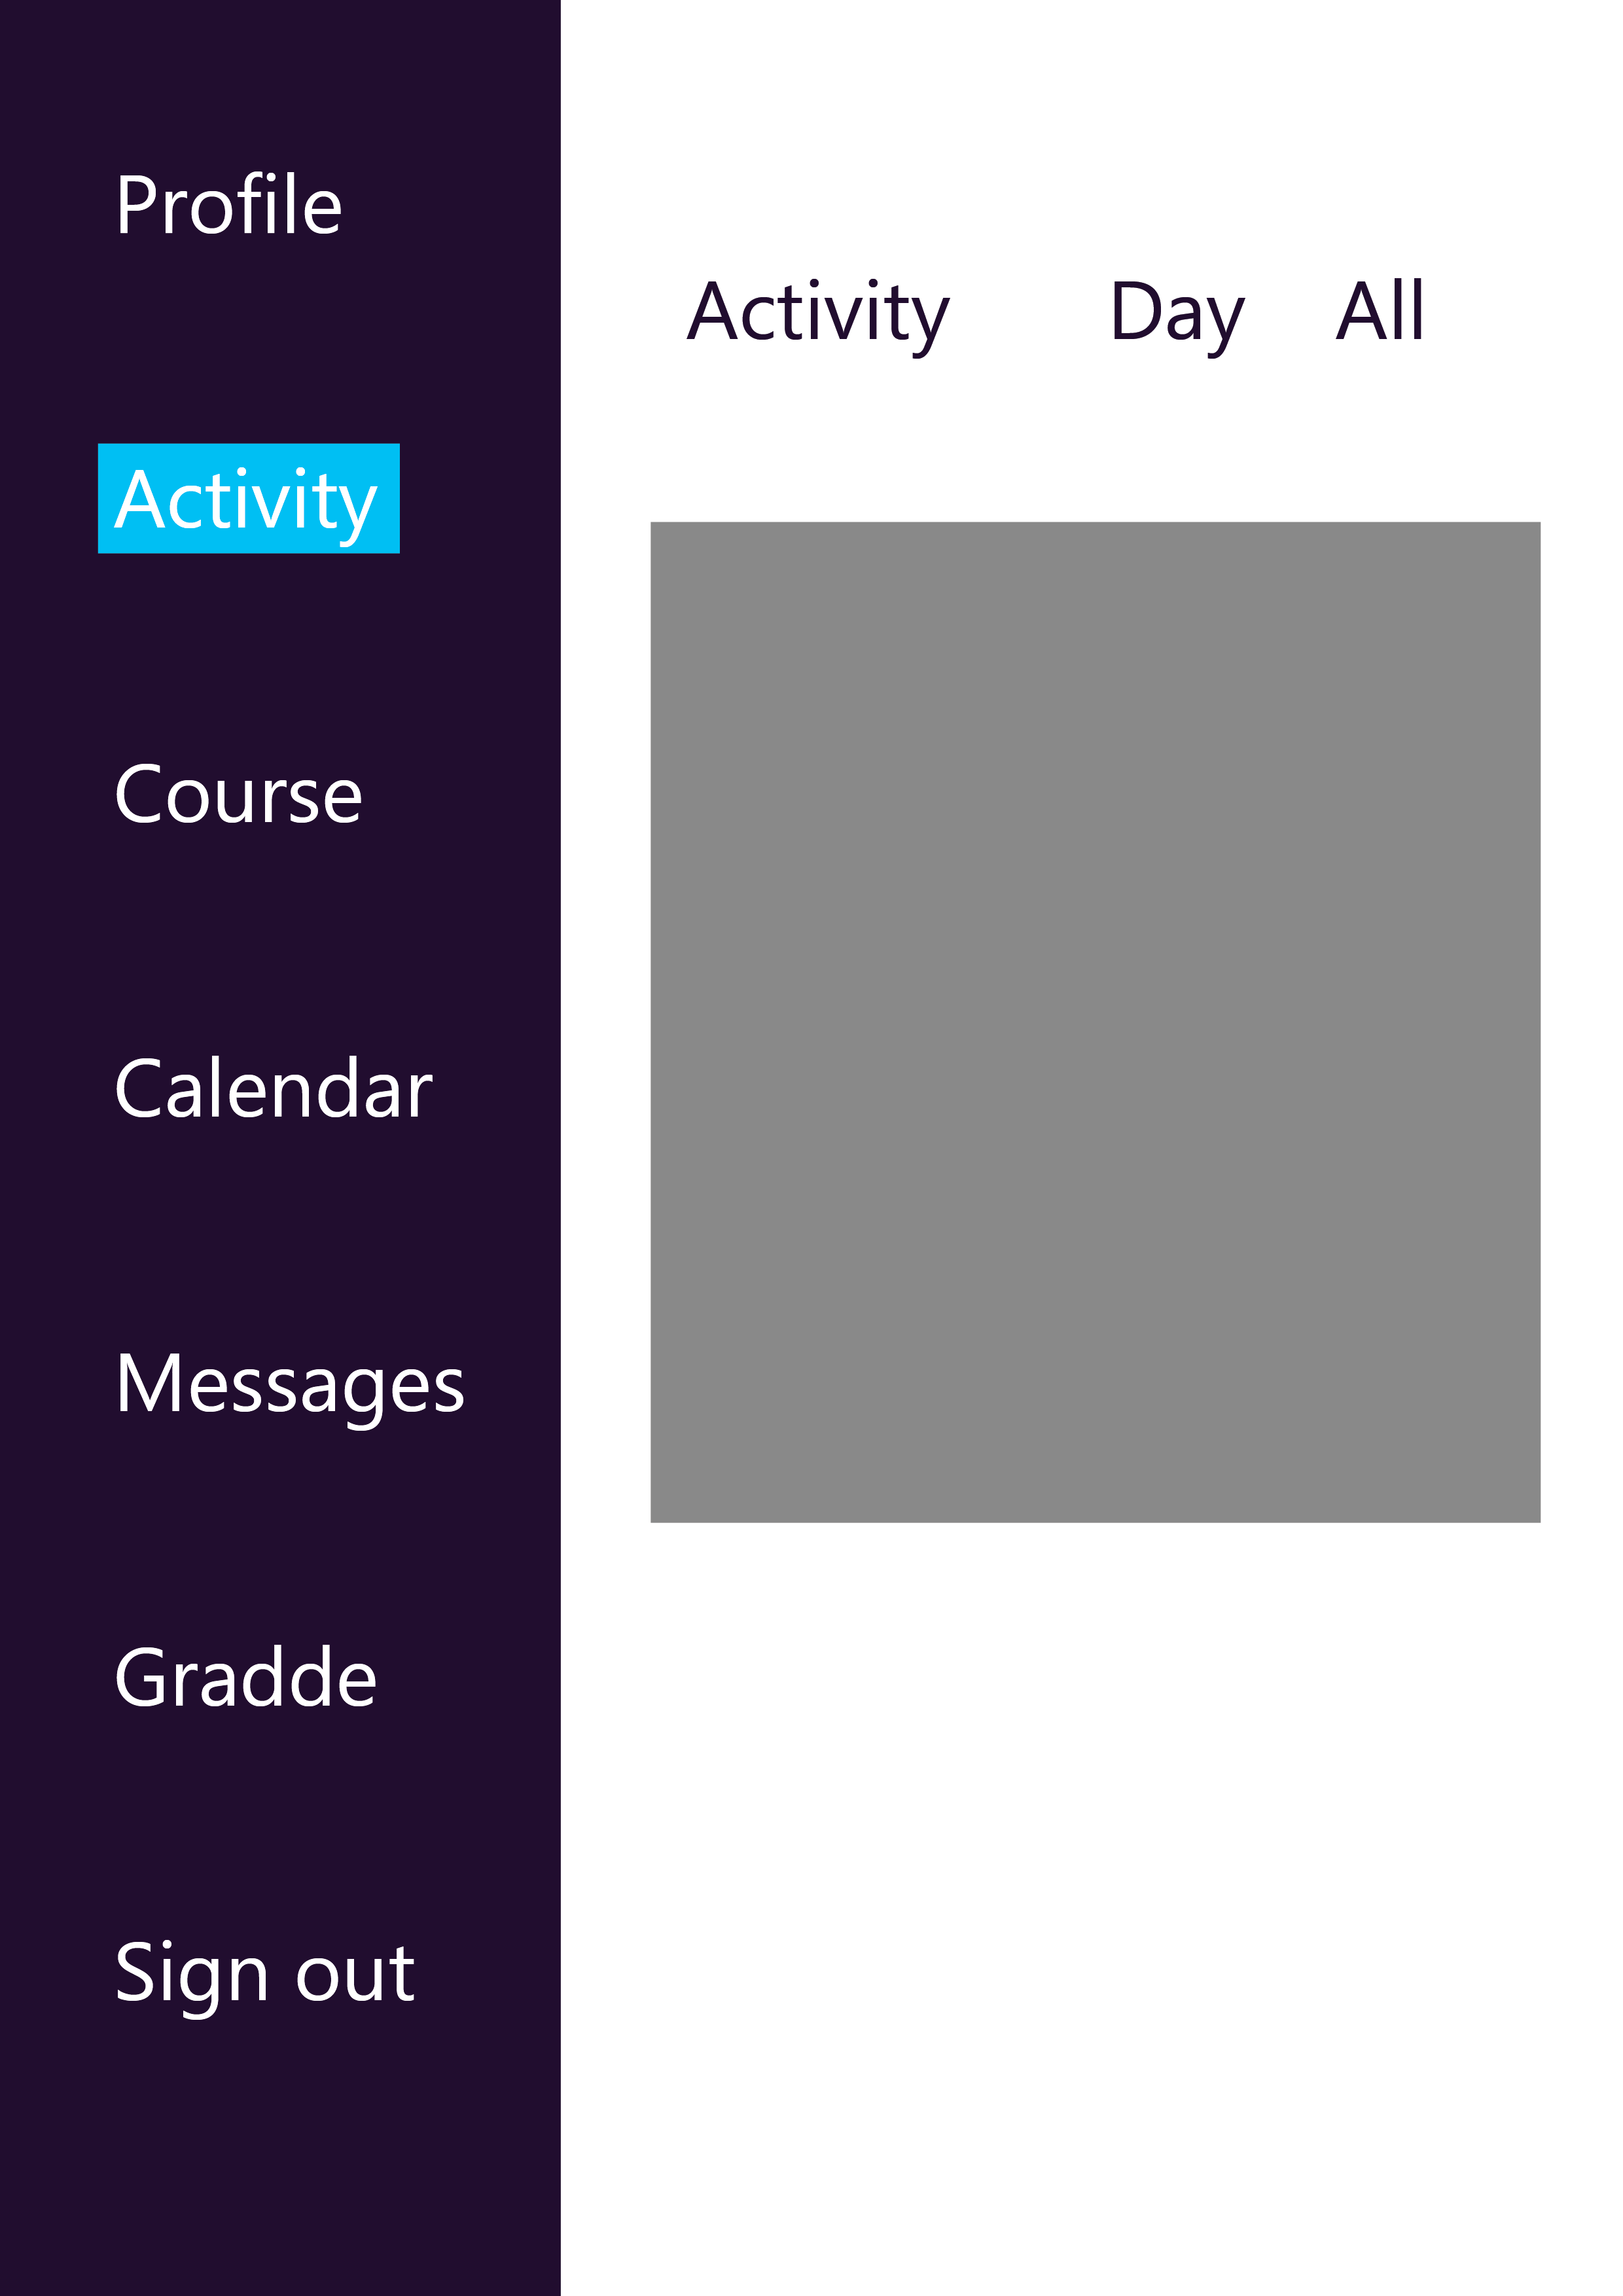 Profile
Activity
Course
Calendar
Messages
Gradde
Sign out
Activity Day All